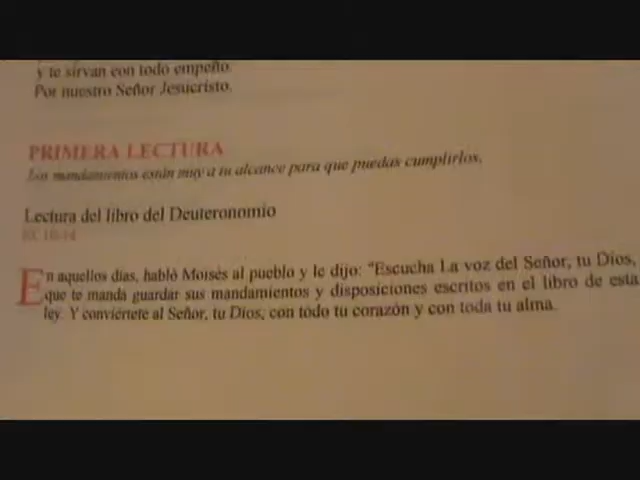 y te sirvan con todo empeño.
Por nuestro Señor Jesucristo.
PRIMERA LECTURA
Los mandamientos están muy a tu alcance para que puedas cumplirlos.
Lectura del libro del Deuteronomio
En aquellos días, habló Moisés al pueblo y le dijo: "Escucha La voz del Señor, tu Dios,
que te manda guardar sus mandamientos y disposiciones escritos en el libro de esta
ley. Y conviértete al Señor, tu Dios, con todo tu corazón y con toda tu alma.